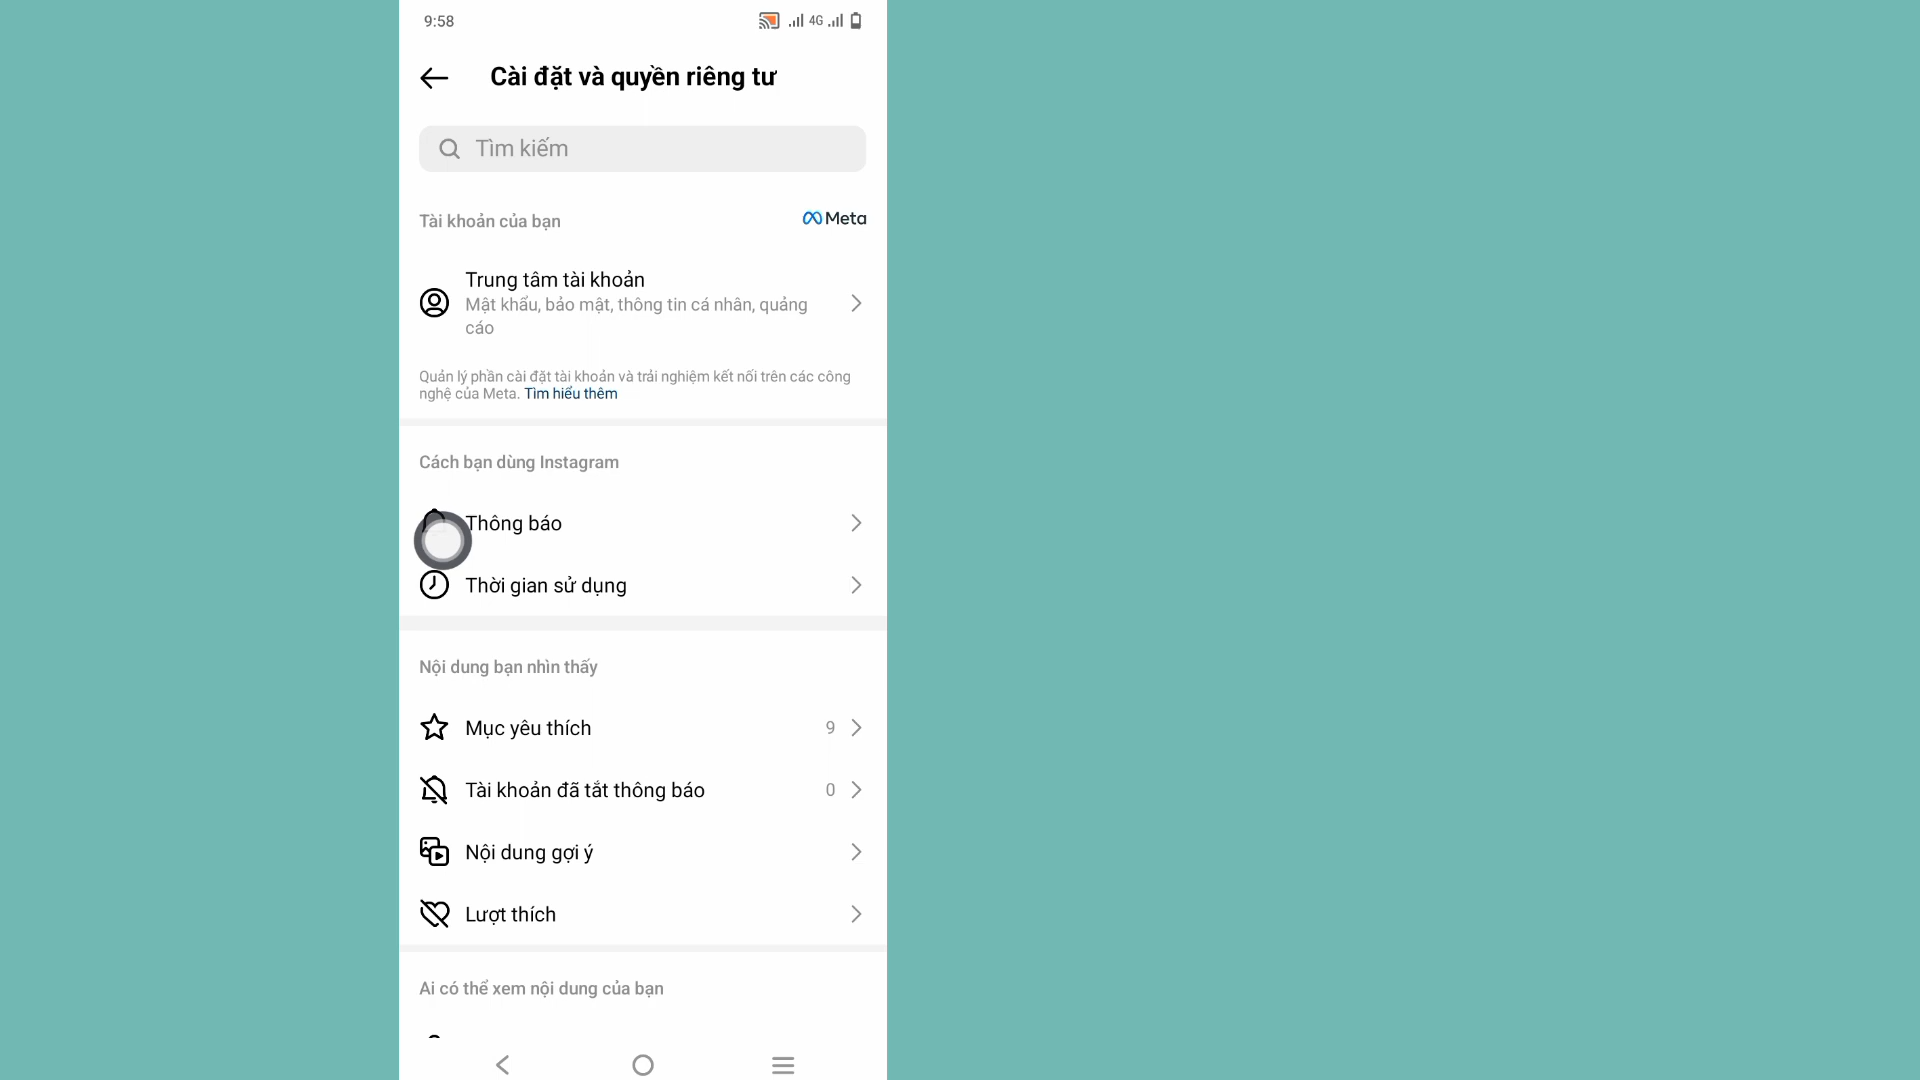 9:58
4G
Cài đặt và quyền riêng tư
Tìm kiếm
Tài khoản của bạn
Meta
Trung tâm tài khoản
Mật khẩu, bảo mật, thông tin cá nhân, quảng
cáo
Quản lý phần cài đặt tài khoản và trải nghiệm kết nối trên các công
nghệ của Meta. Tìm hiểu thêm
Cách bạn dùng Instagram
Thông báo
Thời gian sử dụng
Nội dung bạn nhìn thấy
Mục yêu thích 9
Tài khoản đã tắt thông báo 0
Nội dung gợi ý
Lượt thích
Ai có thể xem nội dung của bạn